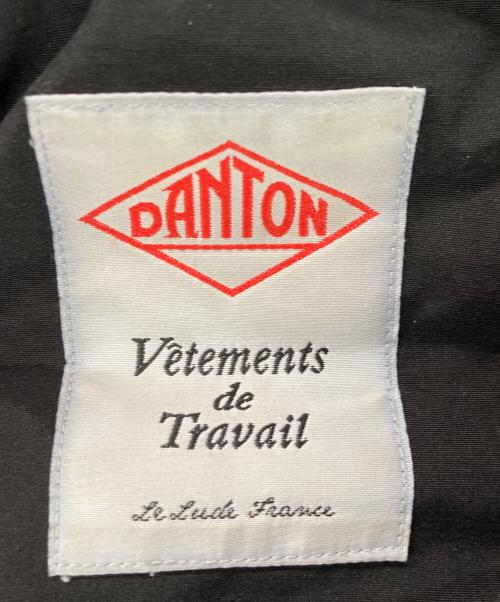 DANTON
Vêtements
de
Travail
Le Lude France